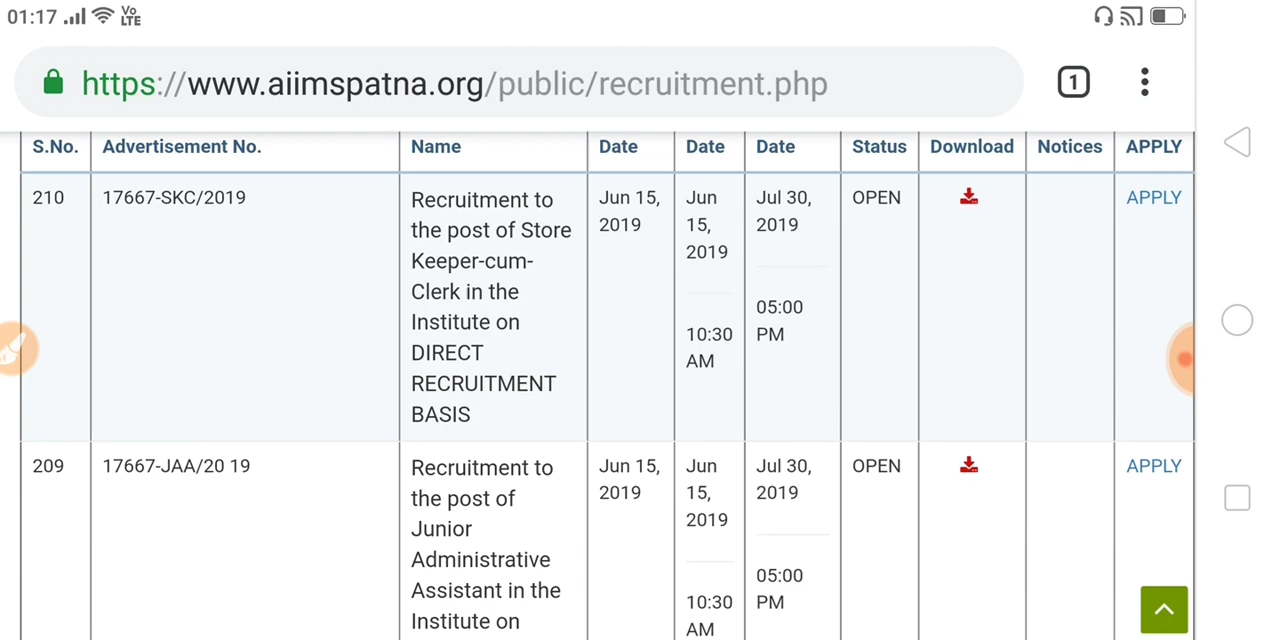 01:17 Vo LTE
https://www.aiimspatna.org/public/recruitment.php 1
S.No. Advertisement No. Name Date Date Date Status Download Notices APPLY
210 17667-SKC/2019 Recruitment to Jun 15, Jun Jul 30, OPEN APPLY
the post of Store 2019 15, 2019
Keeper-cum- 2019
Clerk in the 05:00
Institute on 10:30 PM
DIRECT AM
RECRUITMENT
BASIS
209 17667-JAA/20 19 Recruitment to Jun 15, Jun Jul 30, OPEN APPLY
the post of 2019 15, 2019
Junior 2019
Administrative 05:00
Assistant in the 10:30 PM
Institute on AM